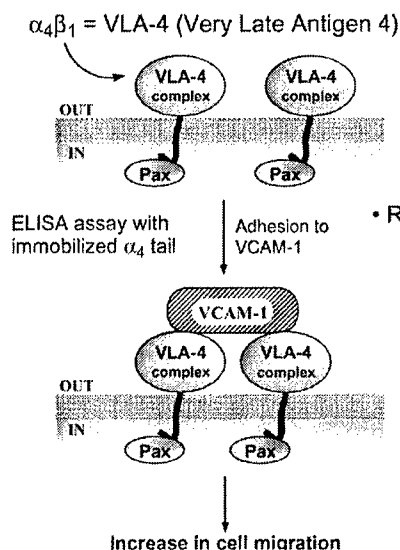 α₄β₁ = VLA-4 (Very Late Antigen 4)
VLA-4
complex
VLA-4
complex
OUT
IN
Pax
Pax
ELISA assay with
immobilized α₄ tail
Adhesion to
VCAM-1
• R
VCAM-1
VLA-4
complex
VLA-4
complex
OUT
IN
Pax
Pax
Increase in cell migration